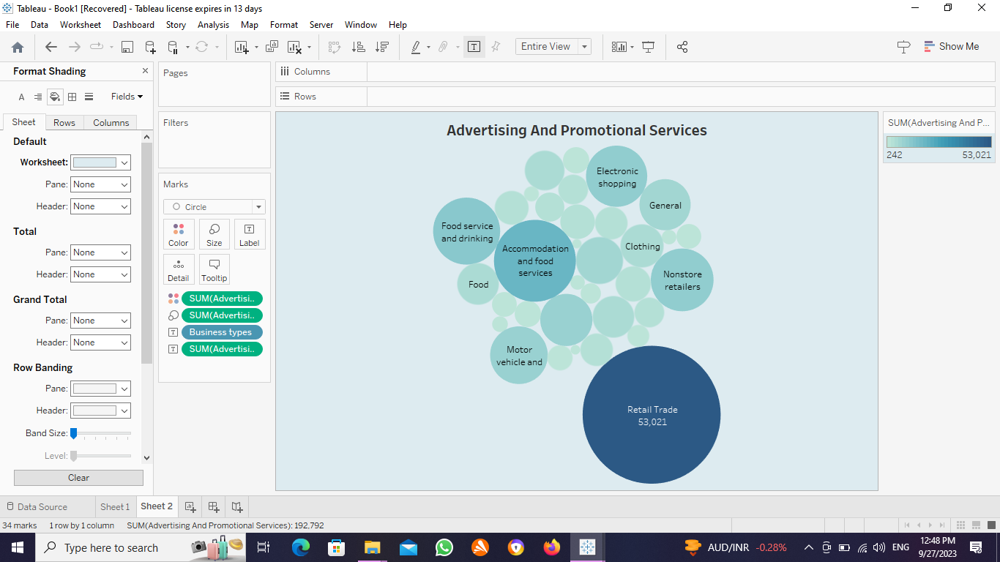 Tableau - Book1 [Recovered] - Tableau license expires in 13 days
File Data Worksheet Dashboard Story Analysis Map Format Server Window Help
Entire View
Show Me
Format Shading
Fields
Sheet Rows Columns
Default
Worksheet:
Pane: None
Header: None
Total
Pane: None
Header: None
Grand Total
Pane: None
Header: None
Row Banding
Pane:
Header:
Band Size:
Level:
Clear
Pages
Filters
Marks
Circle
Color Size Label
Detail Tooltip
SUM(Advertisi..
SUM(Advertisi..
Business types
SUM(Advertisi..
Columns
Rows
Advertising And Promotional Services
Electronic
shopping
General
Food service
and drinking
Accommodation
and food
services
Clothing
Food
Nonstore
retailers
Motor
vehicle and
Retail Trade
53,021
SUM(Advertising And P...
242 53,021
Data Source Sheet 1 Sheet 2
34 marks 1 row by 1 column SUM(Advertising And Promotional Services): 192,792
Type here to search
AUD/INR -0.28%
ENG
12:48 PM
9/27/2023